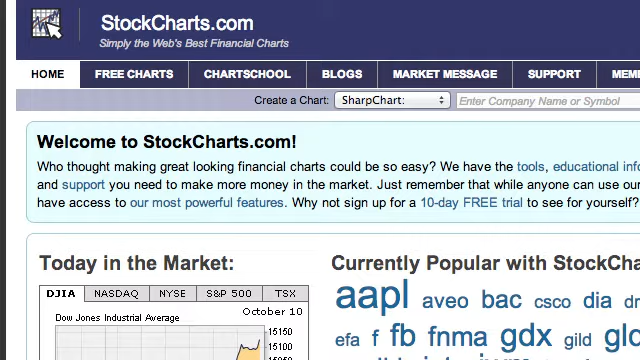 StockCharts.com
Simply the Web's Best Financial Charts
HOME FREE CHARTS CHARTSCHOOL BLOGS MARKET MESSAGE SUPPORT
Create a Chart: SharpChart: Enter Company Name or Symbol
Welcome to StockCharts.com!
Who thought making great looking financial charts could be so easy? We have the tools, educational
and support you need to make more money in the market. Just remember that while anyone can use our
have access to our most powerful features. Why not sign up for a 10-day FREE trial to see for yourself?
Today in the Market: Currently Popular with
DJIA NASDAQ NYSE S&P 500 TSX
aapl aveo bac csco dia
October 10
Dow Jones Industrial Average
15150
efa f fb fnma gdx gild
15100
15050